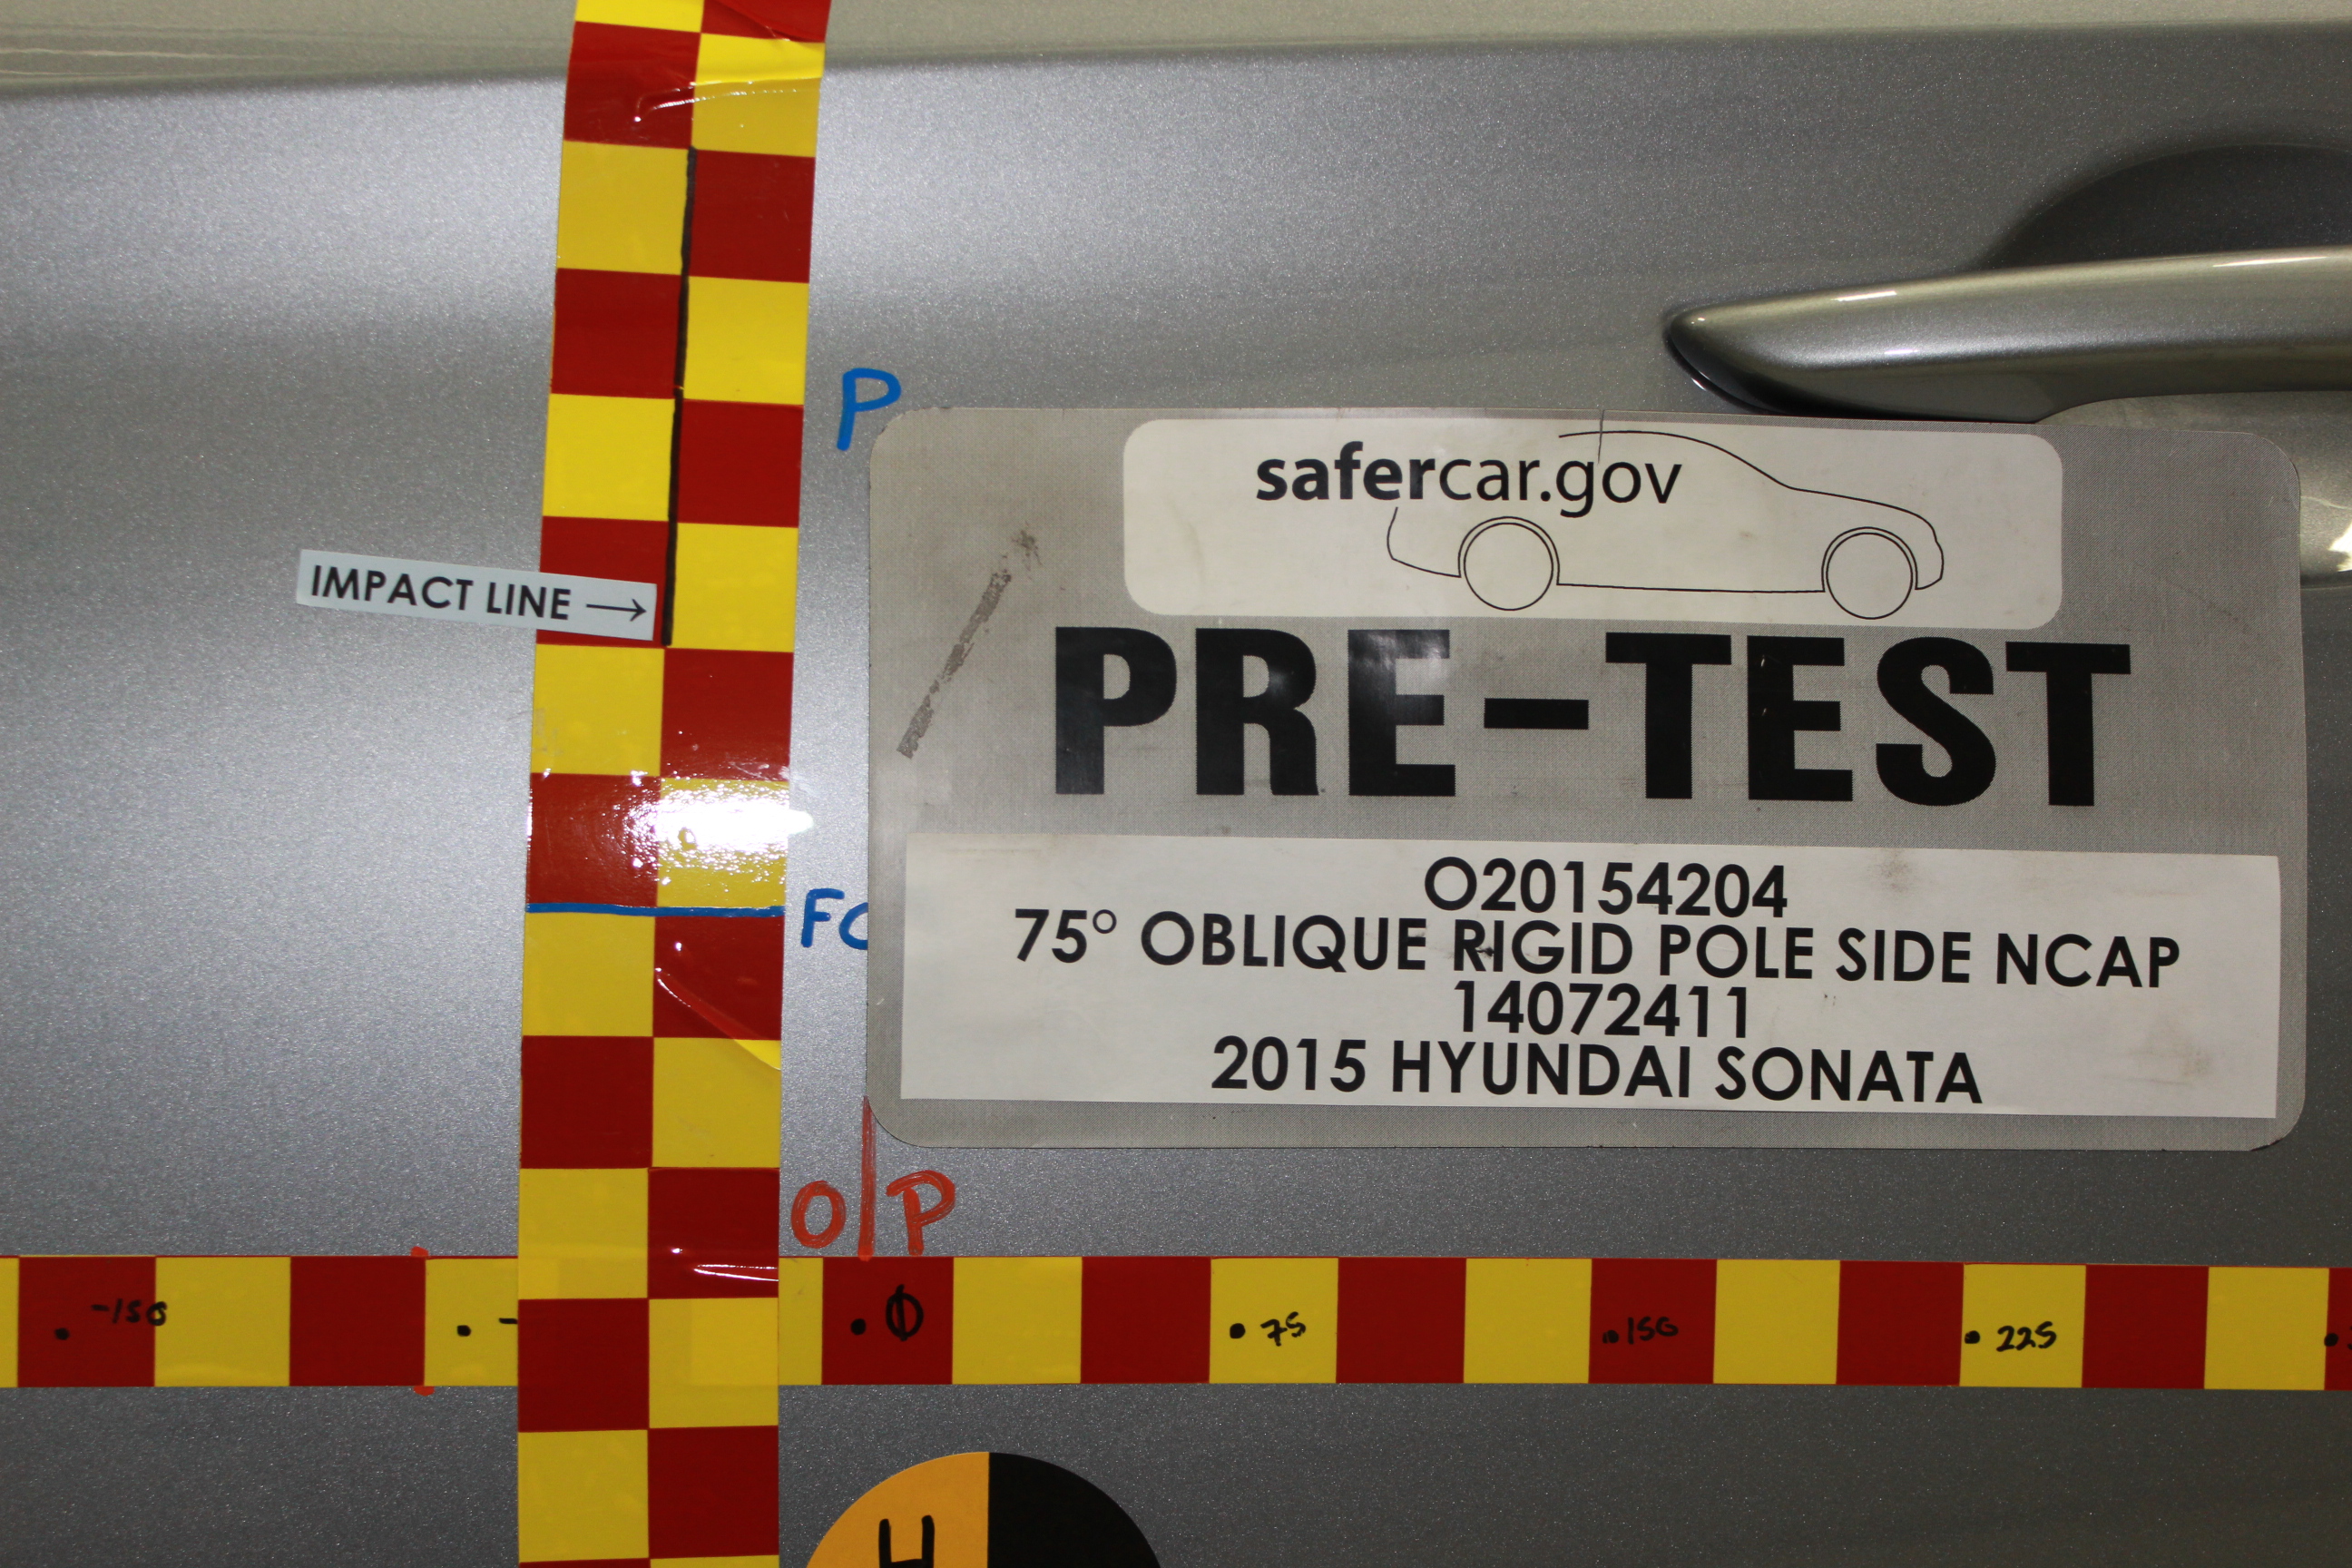 P
safercar.gov
IMPACT LINE →
PRE-TEST
O20154204
FC
75° OBLIQUE RIGID POLE SIDE NCAP
14072411
2015 HYUNDAI SONATA
O/P
-150 - 0 75 150 225
H